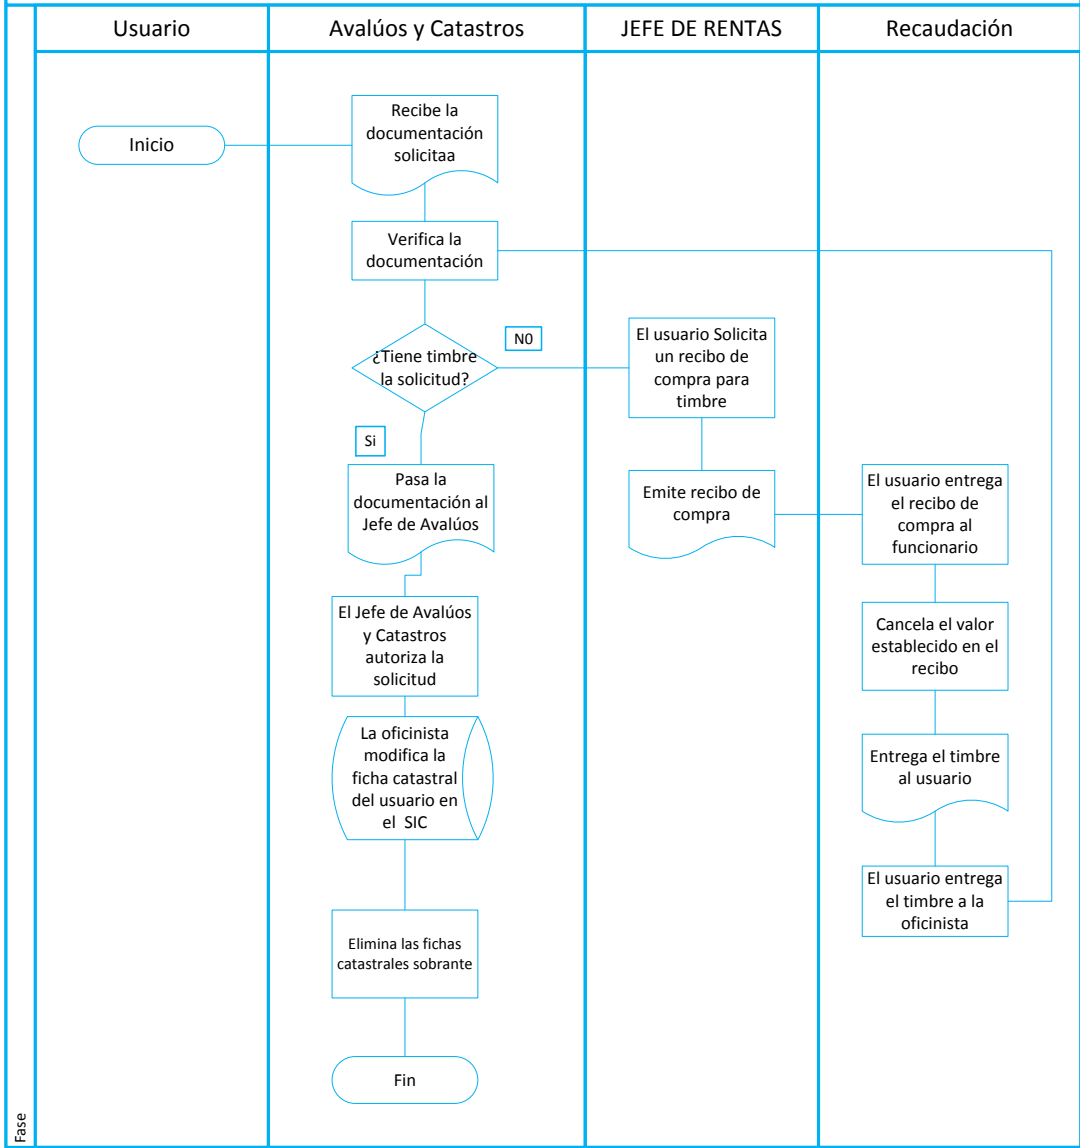 Usuario
Avalúos y Catastros
JEFE DE RENTAS
Recaudación
Inicio
Recibe la
documentación
solicitaa
Verifica la
documentación
¿Tiene timbre
la solicitud?
N0
El usuario Solicita
un recibo de
compra para
timbre
Si
Pasa la
documentación al
Jefe de Avalúos
Emite recibo de
compra
El usuario entrega
el recibo de
compra al
funcionario
El Jefe de Avalúos
y Catastros
autoriza la
solicitud
Cancela el valor
establecido en el
recibo
La oficinista
modifica la
ficha catastral
del usuario en
el SIC
Entrega el timbre
al usuario
El usuario entrega
el timbre a la
oficinista
Elimina las fichas
catastrales sobrante
Fin
Fase